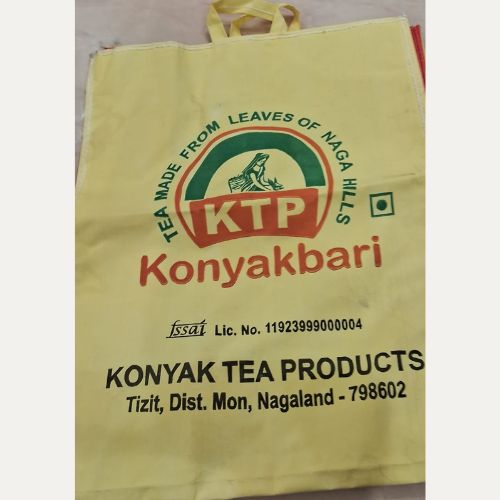 TEA MADE FROM LEAVES OF NAGA HILLS
KTP
Konyakbari
fssai Lic. No. 11923999000004
KONYAK TEA PRODUCTS
Tizit, Dist. Mon, Nagaland - 798602